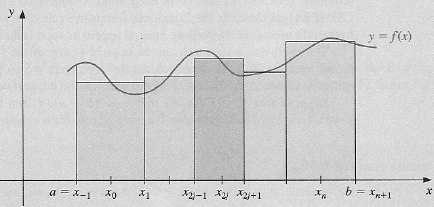 y
y = f(x)
a = x₋₁ x₀ x₁ x₂ⱼ₋₁ x₂ⱼ x₂ⱼ₊₁ xₙ b = xₙ₊₁ x